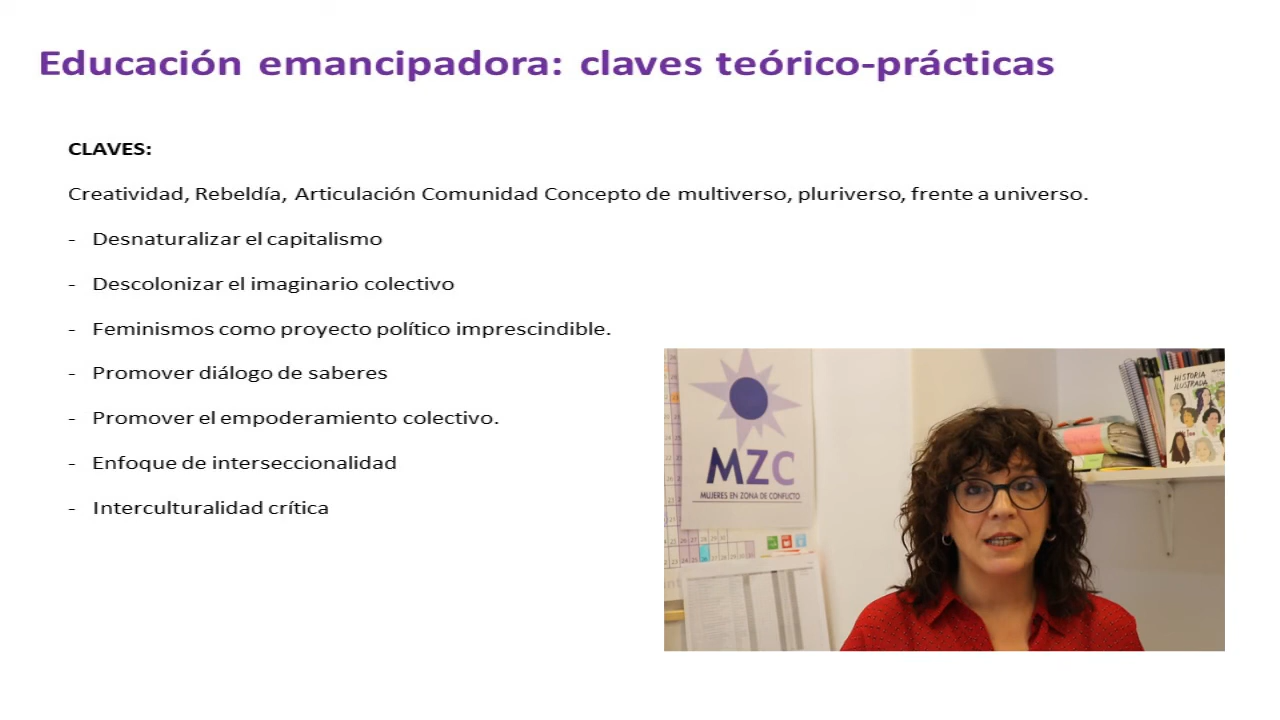 Educación emancipadora: claves teórico-prácticas
CLAVES:
Creatividad, Rebeldía, Articulación Comunidad Concepto de multiverso, pluriverso, frente a universo.
- Desnaturalizar el capitalismo
- Descolonizar el imaginario colectivo
- Feminismos como proyecto político imprescindible.
- Promover diálogo de saberes
- Promover el empoderamiento colectivo.
- Enfoque de interseccionalidad
- Interculturalidad crítica
MZC
MUJERES EN ZONA DE CONFLICTO
HISTORIA
ILUSTRADA